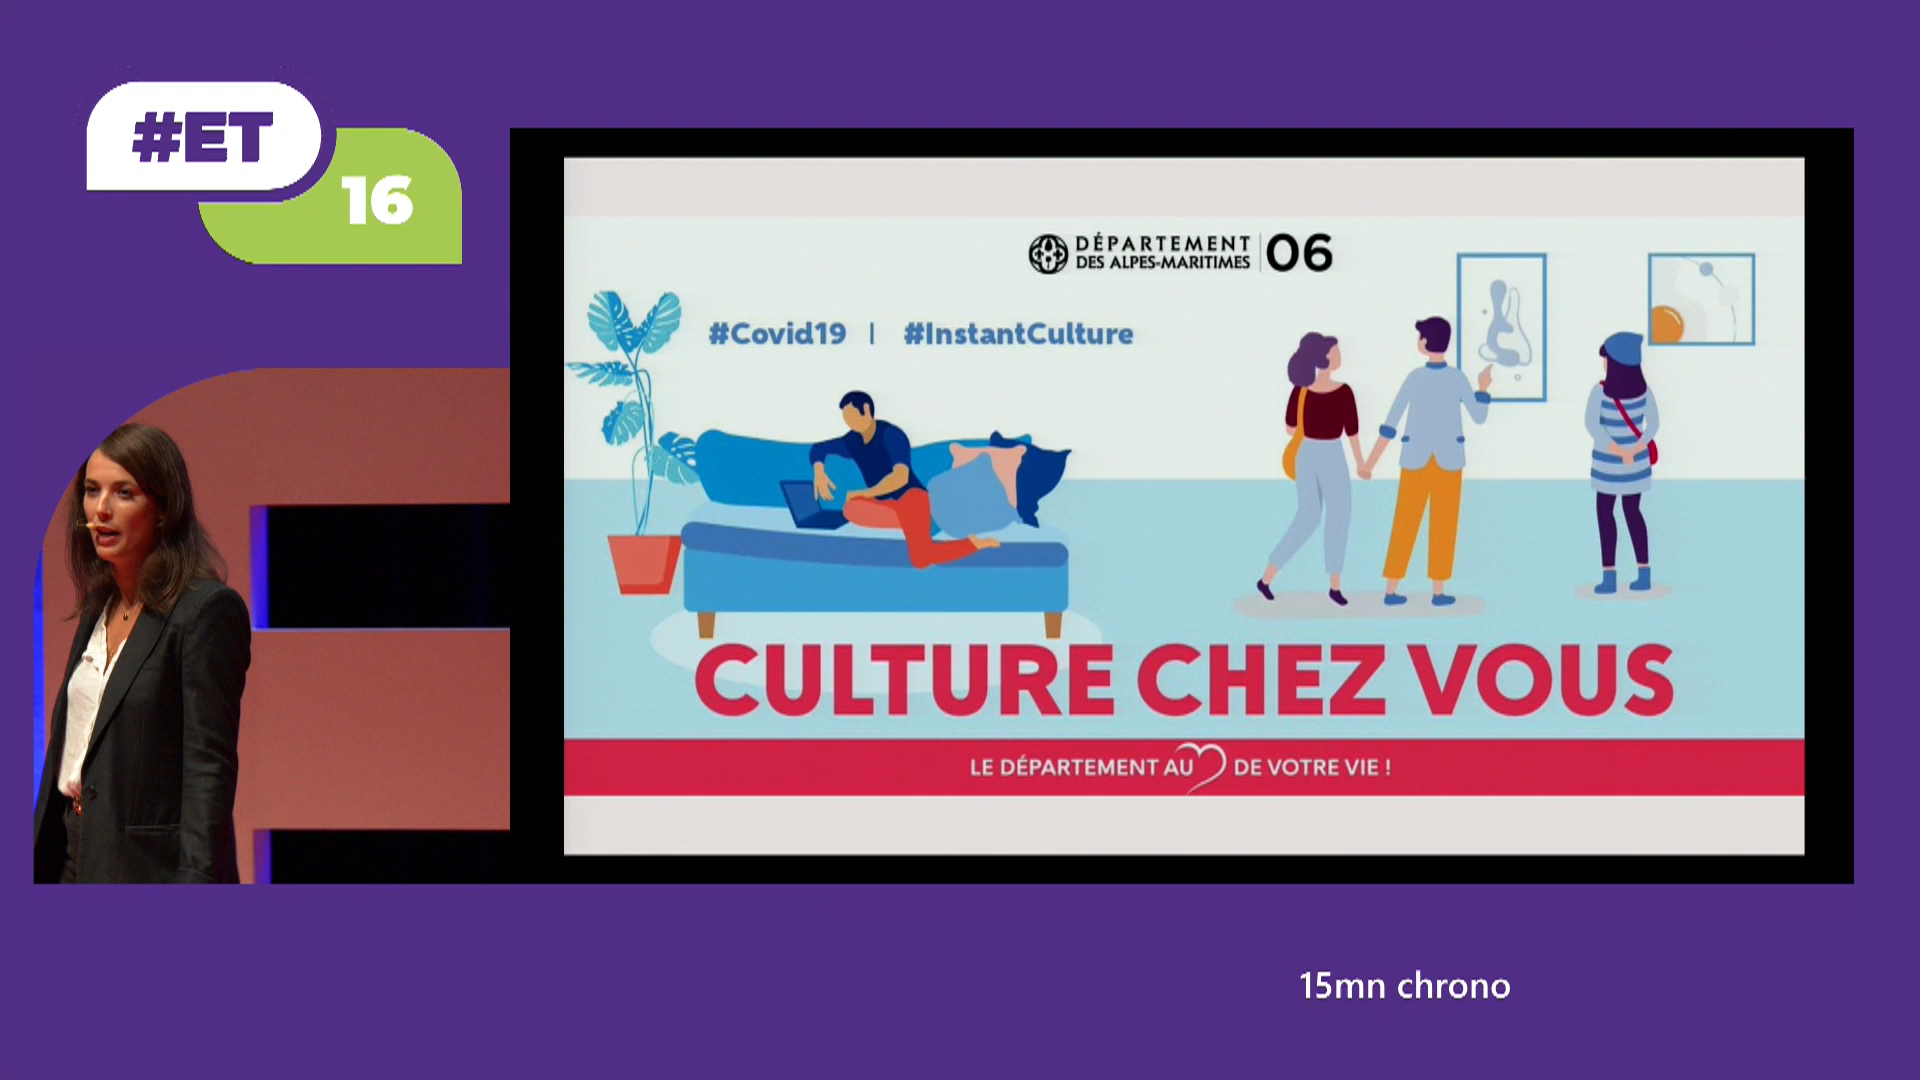 #ET
16
DÉPARTEMENT
DES ALPES-MARITIMES
06
#Covid19 | #InstantCulture
CULTURE CHEZ VOUS
LE DÉPARTEMENT AU DE VOTRE VIE !
15mn chrono